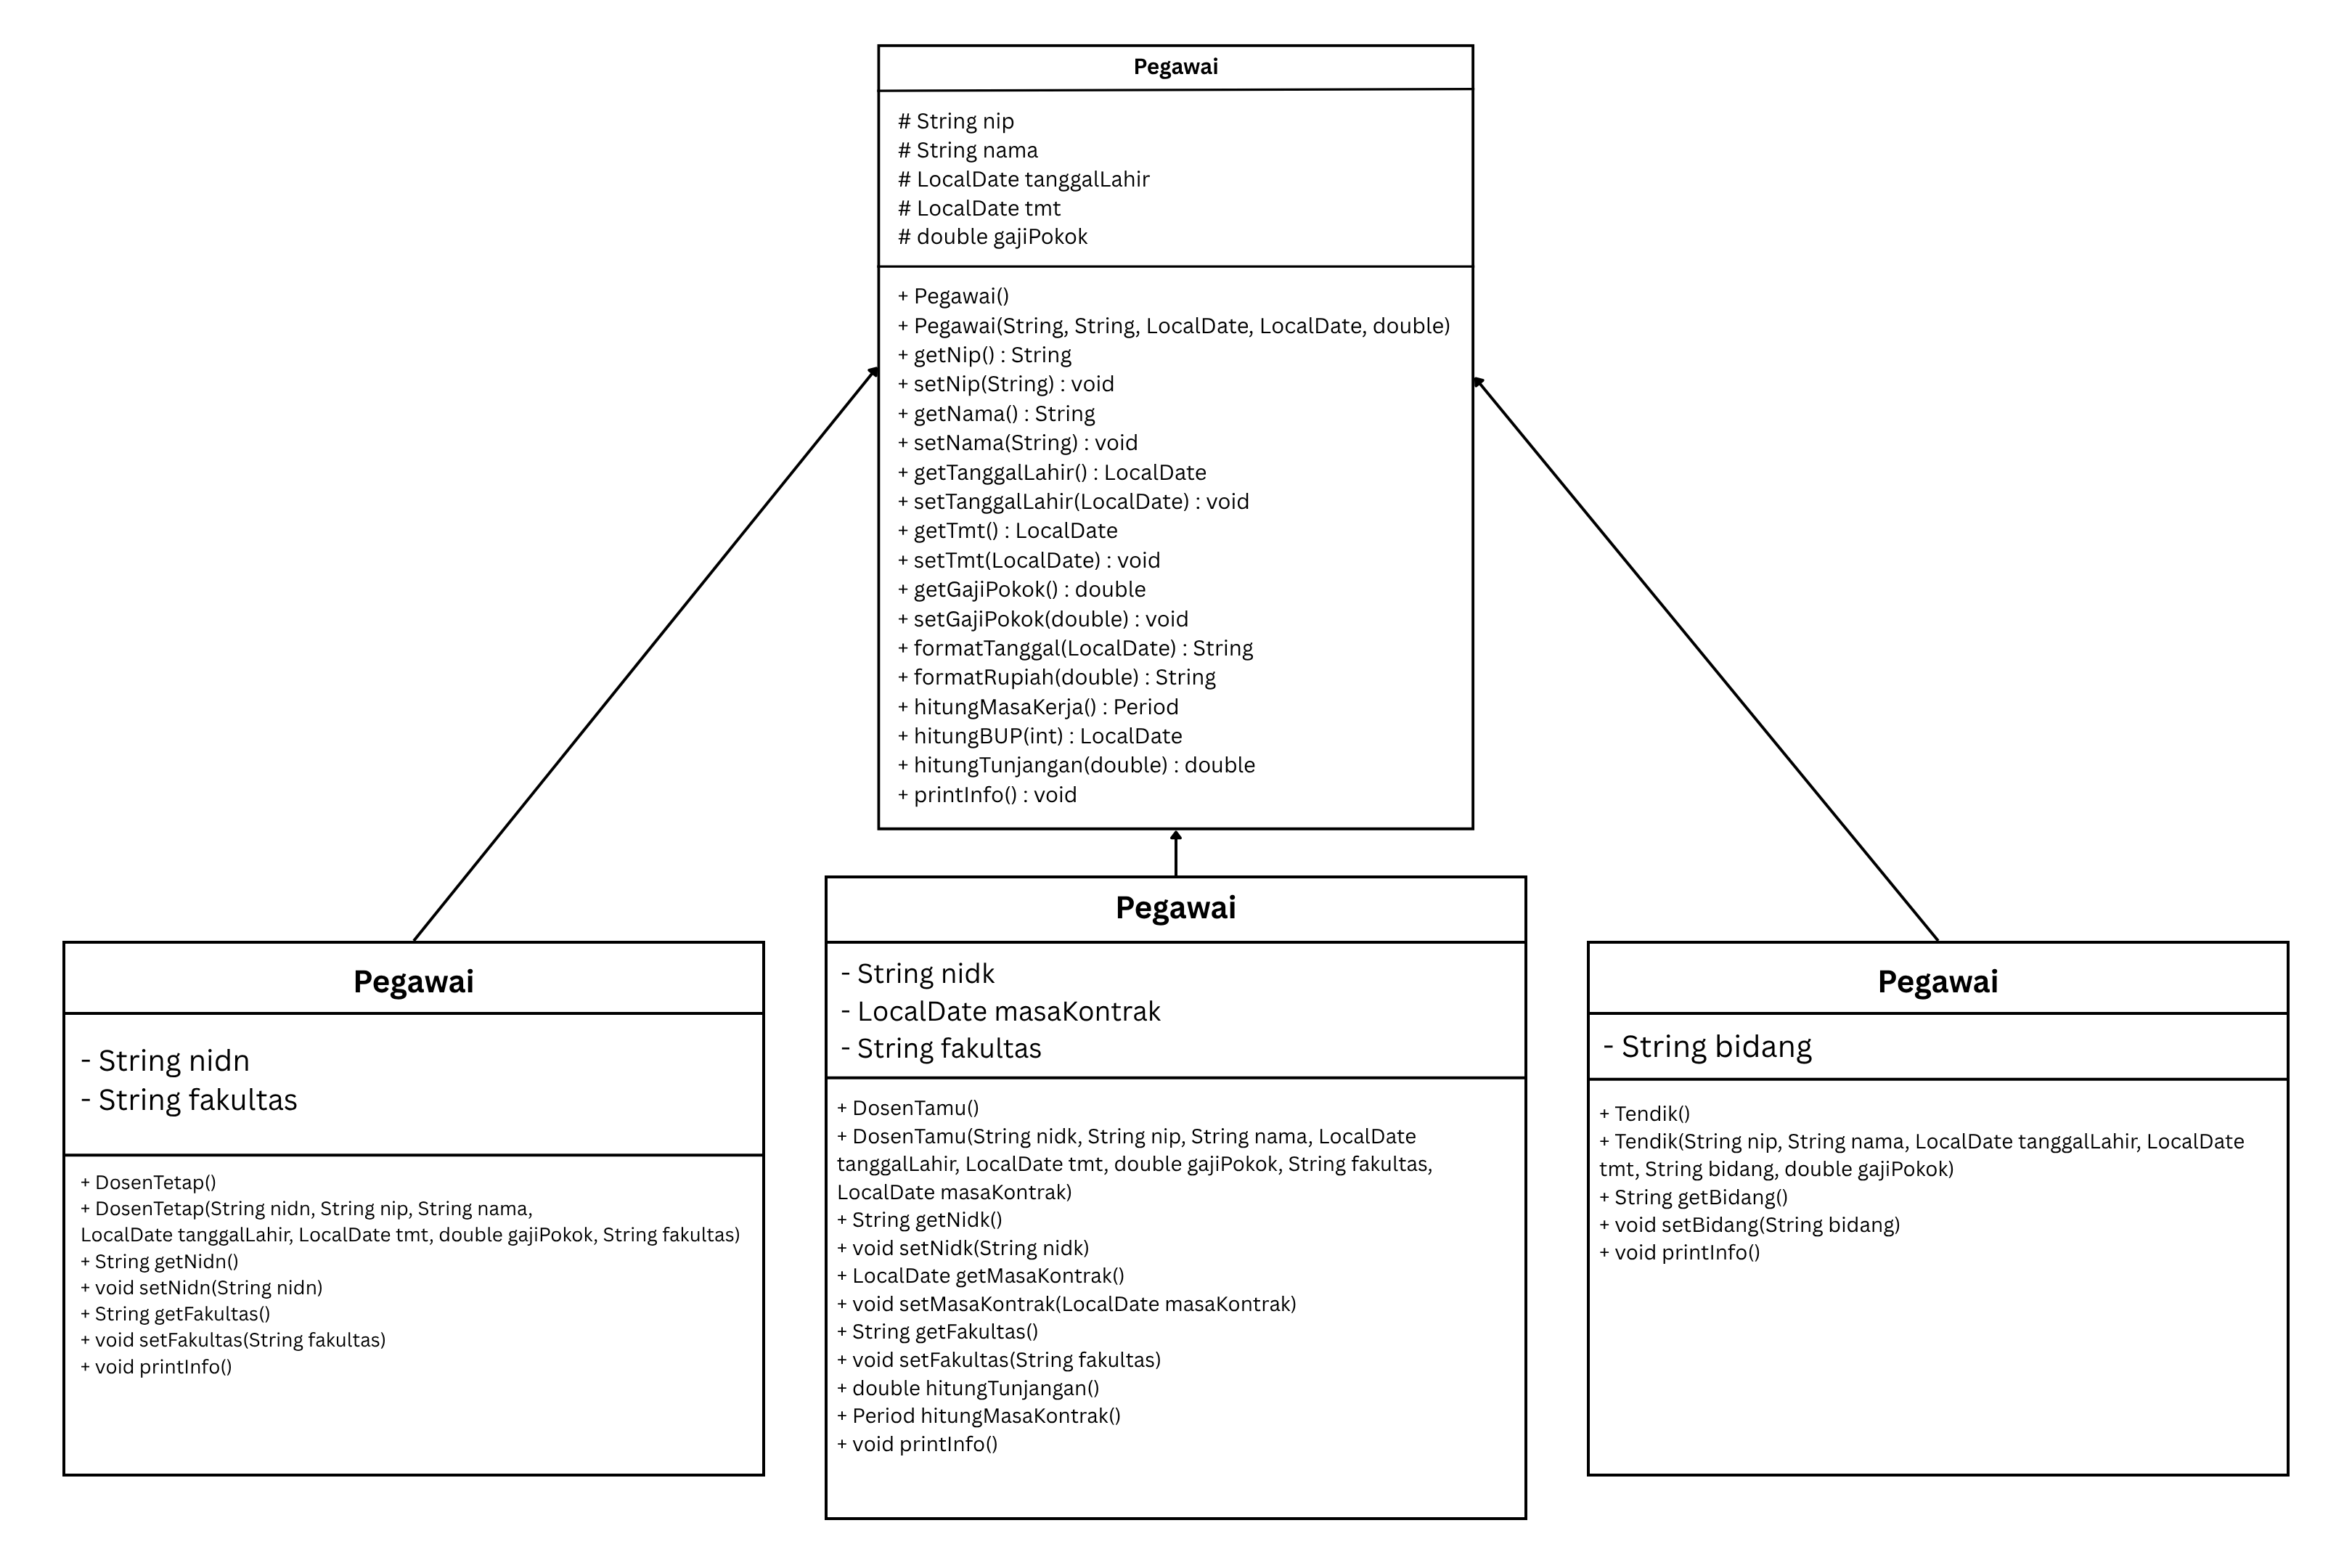 Pegawai
# String nip
# String nama
# LocalDate tanggalLahir
# LocalDate tmt
# double gajiPokok
+ Pegawai()
+ Pegawai(String, String, LocalDate, LocalDate, double)
+ getNip() : String
+ setNip(String) : void
+ getNama() : String
+ setNama(String) : void
+ getTanggalLahir() : LocalDate
+ setTanggalLahir(LocalDate) : void
+ getTmt() : LocalDate
+ setTmt(LocalDate) : void
+ getGajiPokok() : double
+ setGajiPokok(double) : void
+ formatTanggal(LocalDate) : String
+ formatRupiah(double) : String
+ hitungMasaKerja() : Period
+ hitungBUP(int) : LocalDate
+ hitungTunjangan(double) : double
+ printInfo() : void
Pegawai
- String nidn
- String fakultas
+ DosenTetap()
+ DosenTetap(String nidn, String nip, String nama,
LocalDate tanggalLahir, LocalDate tmt, double gajiPokok, String fakultas)
+ String getNidn()
+ void setNidn(String nidn)
+ String getFakultas()
+ void setFakultas(String fakultas)
+ void printInfo()
Pegawai
- String nidk
- LocalDate masaKontrak
- String fakultas
+ DosenTamu()
+ DosenTamu(String nidk, String nip, String nama, LocalDate
tanggalLahir, LocalDate tmt, double gajiPokok, String fakultas,
LocalDate masaKontrak)
+ String getNidk()
+ void setNidk(String nidk)
+ LocalDate getMasaKontrak()
+ void setMasaKontrak(LocalDate masaKontrak)
+ String getFakultas()
+ void setFakultas(String fakultas)
+ double hitungTunjangan()
+ Period hitungMasaKontrak()
+ void printInfo()
Pegawai
- String bidang
+ Tendik()
+ Tendik(String nip, String nama, LocalDate tanggalLahir, LocalDate
tmt, String bidang, double gajiPokok)
+ String getBidang()
+ void setBidang(String bidang)
+ void printInfo()